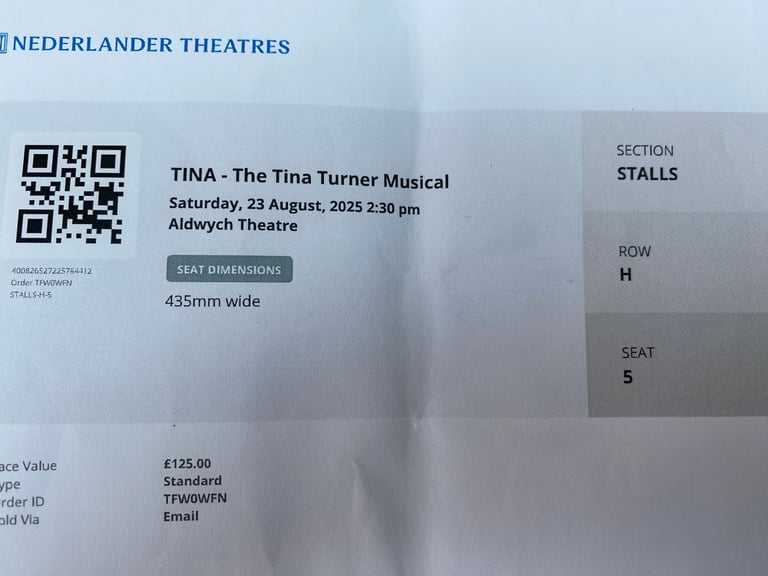 NEDERLANDER THEATRES
TINA - The Tina Turner Musical
Saturday, 23 August, 2025 2:30 pm
Aldwych Theatre
SEAT DIMENSIONS
435mm wide
400826527225764412
Order TFW0WFN
STALLS-H-5
SECTION
STALLS
ROW
H
SEAT
5
ace Value £125.00
ype Standard
rder ID TFW0WFN
old Via Email